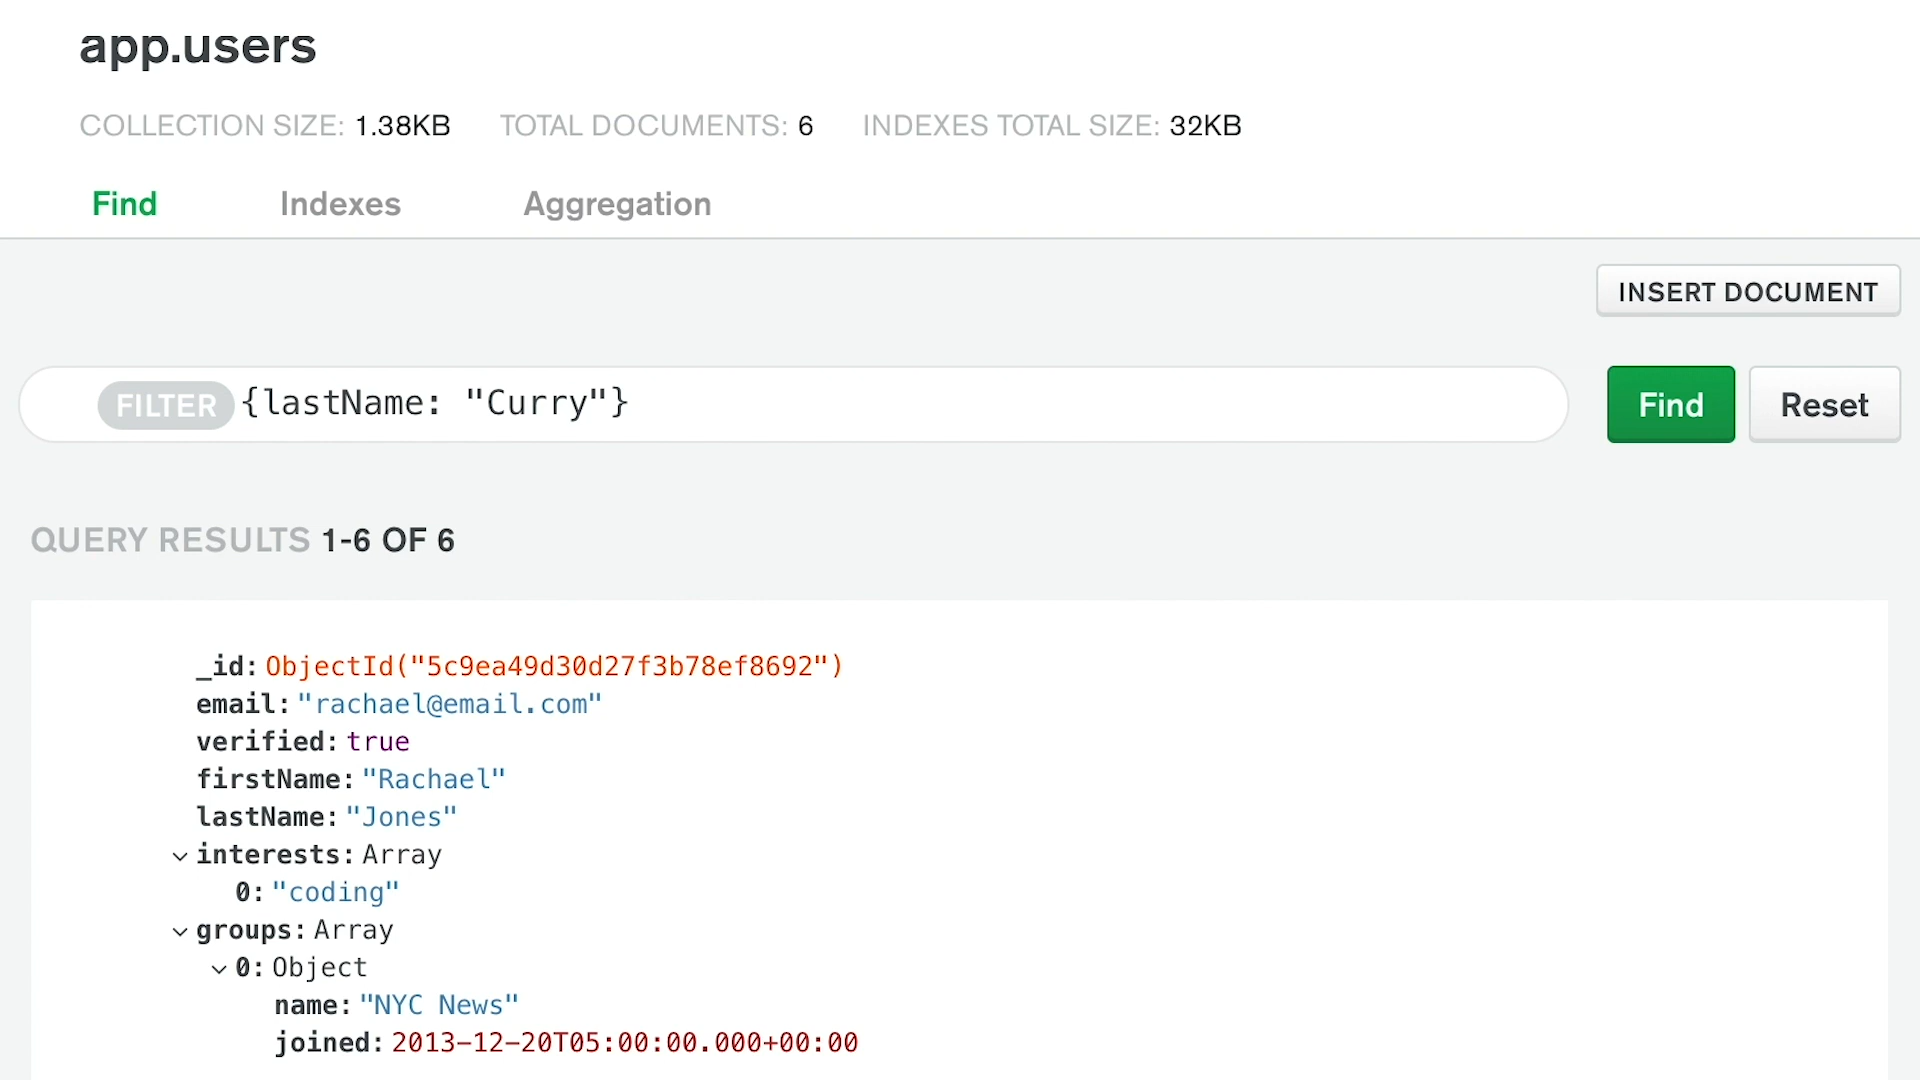 app.users
COLLECTION SIZE: 1.38KB TOTAL DOCUMENTS: 6 INDEXES TOTAL SIZE: 32KB
Find Indexes Aggregation
INSERT DOCUMENT
FILTER {lastName: "Curry"} Find Reset
QUERY RESULTS 1-6 OF 6
_id: ObjectId("5c9ea49d30d27f3b78ef8692")
email: "rachael@email.com"
verified: true
firstName: "Rachael"
lastName: "Jones"
interests: Array
0: "coding"
groups: Array
0: Object
name: "NYC News"
joined: 2013-12-20T05:00:00.000+00:00